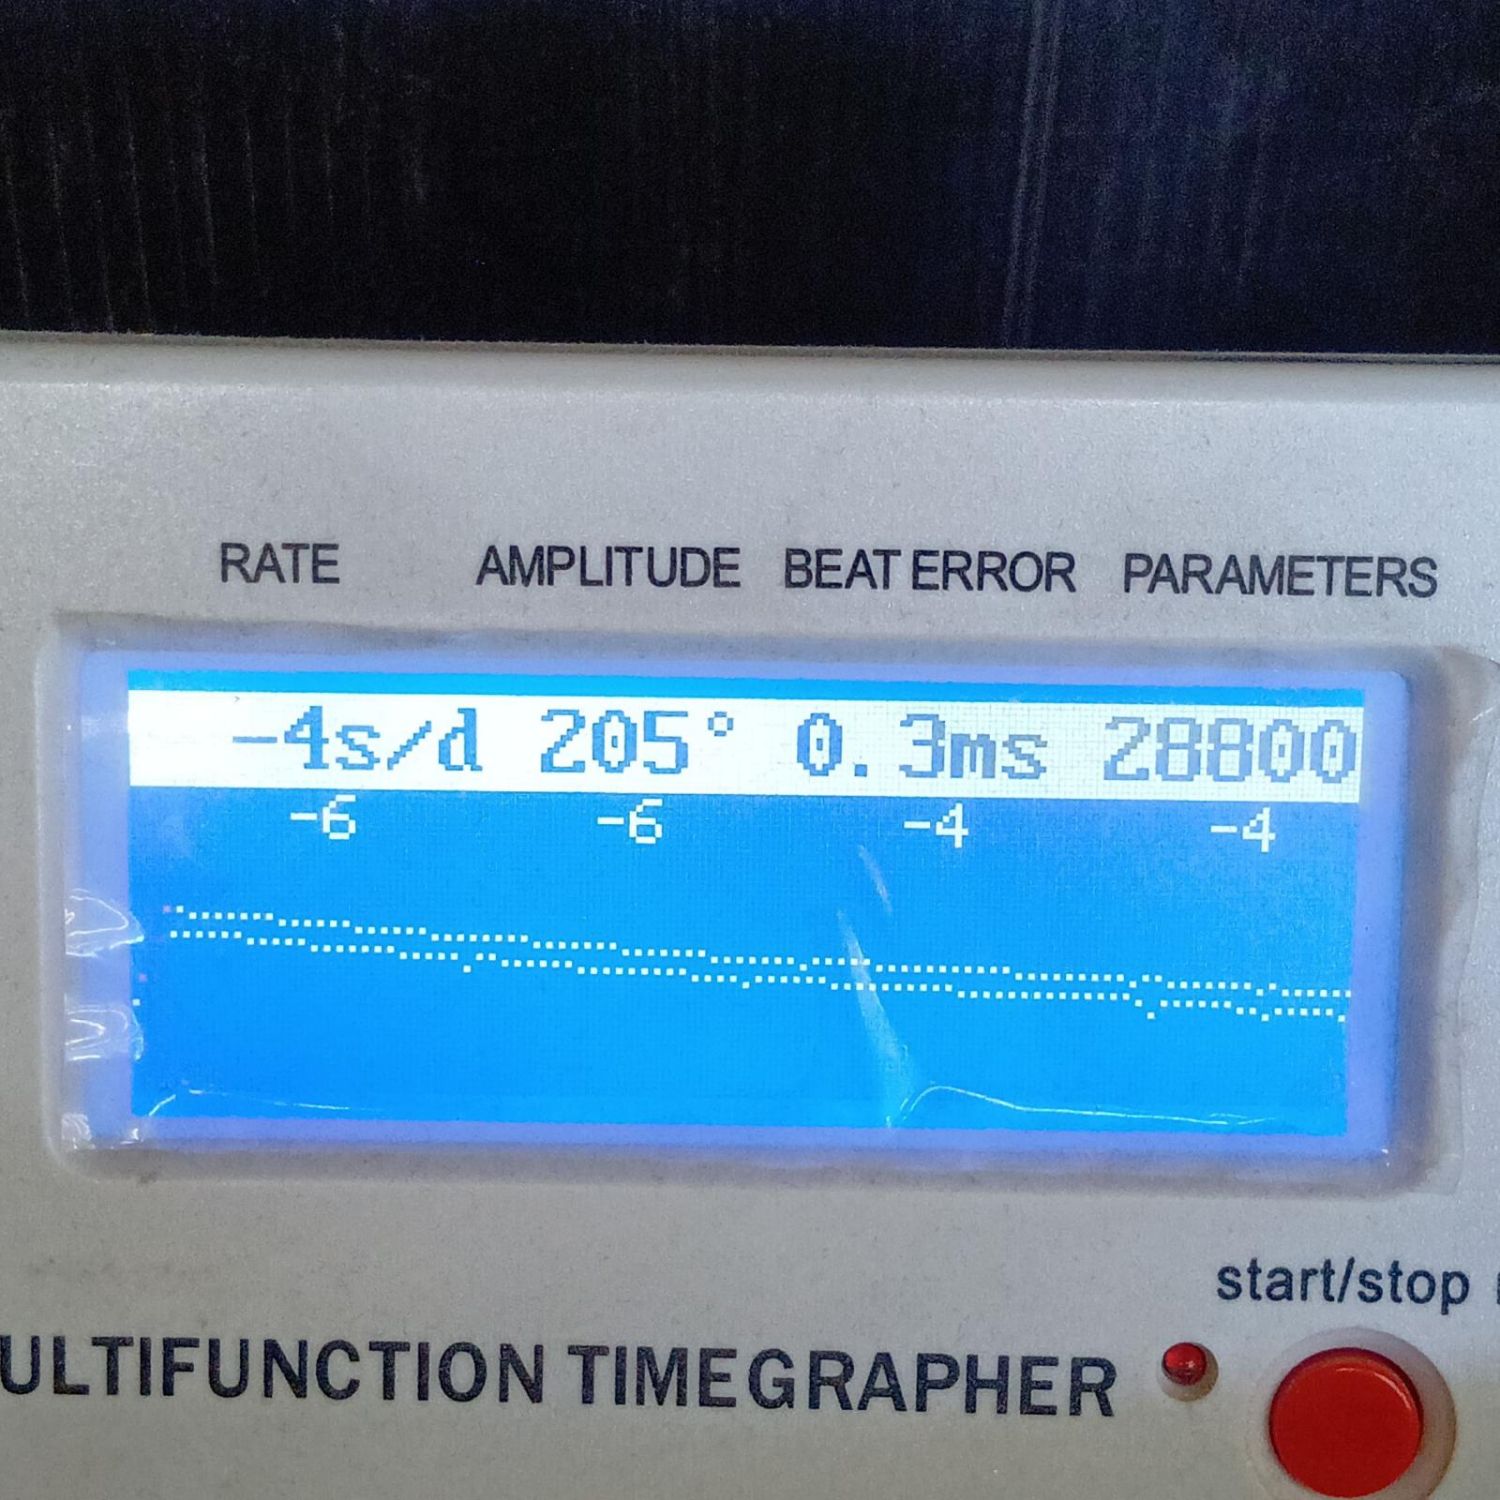 RATE AMPLITUDE BEAT ERROR PARAMETERS
-4s/d 205° 0.3ms 28800
-6 -6 -4 -4
start/stop
ULTIFUNCTION TIMEGRAPHER